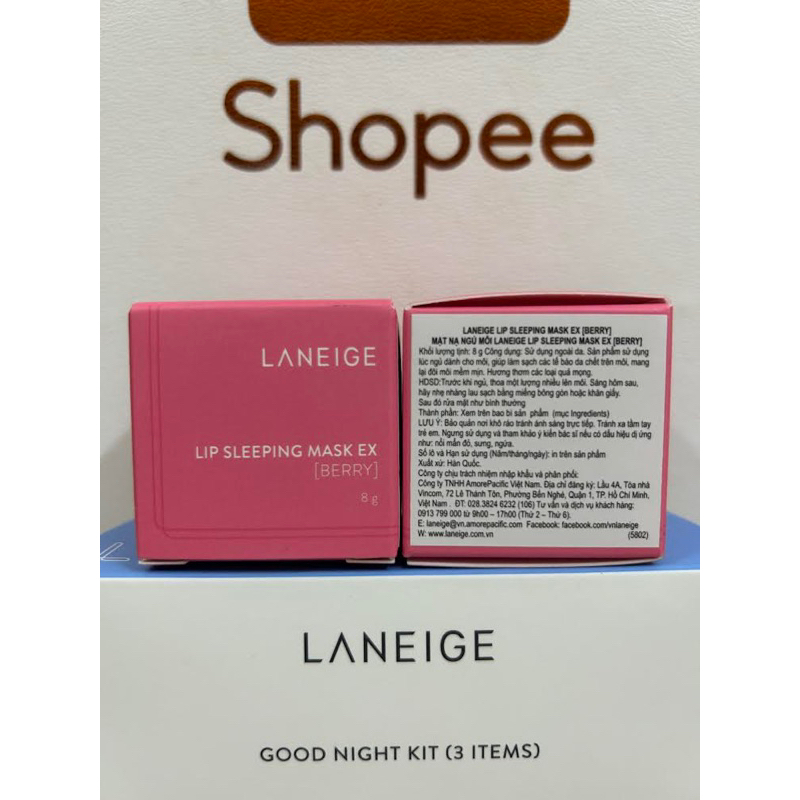 Shopee
LANEIGE
LIP SLEEPING MASK EX
[BERRY]
8 g
LANEIGE LIP SLEEPING MASK EX [BERRY]
MẶT NẠ NGỦ MÔI LANEIGE LIP SLEEPING MASK EX [BERRY]
Khối lượng tịnh: 8 g Công dụng: Sử dụng ngoài da. Sản phẩm sử dụng
lúc ngủ dành cho môi, giúp làm sạch các tế bào da chết trên môi, mang
lại đôi môi mềm mịn. Hương thơm các loại quả mọng.
HDSD:Trước khi ngủ, thoa một lượng nhiều lên môi. Sáng hôm sau,
hãy nhẹ nhàng lau sạch bằng miếng bông gòn hoặc khăn giấy.
Sau đó rửa mặt như bình thường
Thành phần: Xem trên bao bì sản phẩm (mục Ingredients)
LƯU Ý: Bảo quản nơi khô ráo tránh ánh sáng trực tiếp. Tránh xa tầm tay
trẻ em. Ngưng sử dụng và tham khảo ý kiến bác sĩ nếu có dấu hiệu dị ứng
như: nổi mẩn đỏ, sưng, ngứa.
Số lô và Hạn sử dụng (Năm/tháng/ngày): in trên sản phẩm
Xuất xứ: Hàn Quốc.
Công ty chịu trách nhiệm nhập khẩu và phân phối:
Công ty TNHH AmorePacific Việt Nam. Địa chỉ đăng ký: Lầu 4A, Tòa nhà
Vincom, 72 Lê Thánh Tôn, Phường Bến Nghé, Quận 1, TP. Hồ Chí Minh,
Việt Nam . ĐT: 028.3824 6232 (106) Tư vấn và dịch vụ khách hàng:
0913 799 000 từ 9h00 – 17h00 (Thứ 2 – Thứ 6).
E: laneige@vn.amorepacific.com Facebook: facebook.com/vnlaneige
W: www.laneige.com.vn (5802)
LANEIGE
GOOD NIGHT KIT (3 ITEMS)